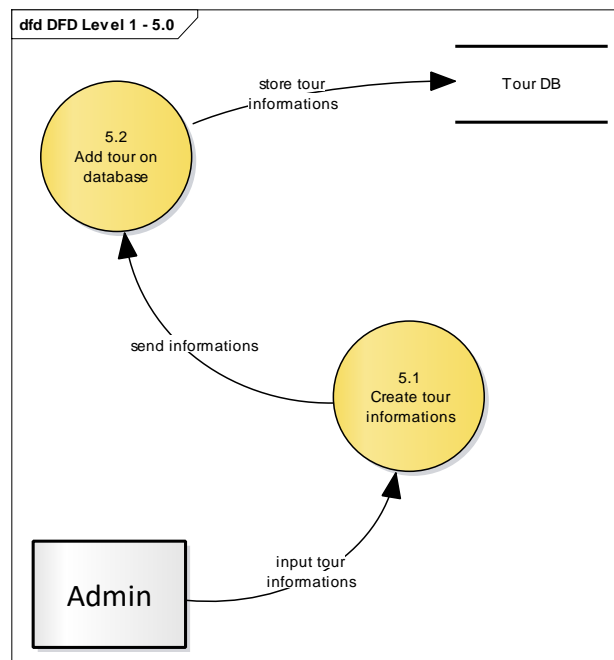 dfd DFD Level 1 - 5.0
store tour
informations
Tour DB
5.2
Add tour on
database
send informations
5.1
Create tour
informations
input tour
informations
Admin